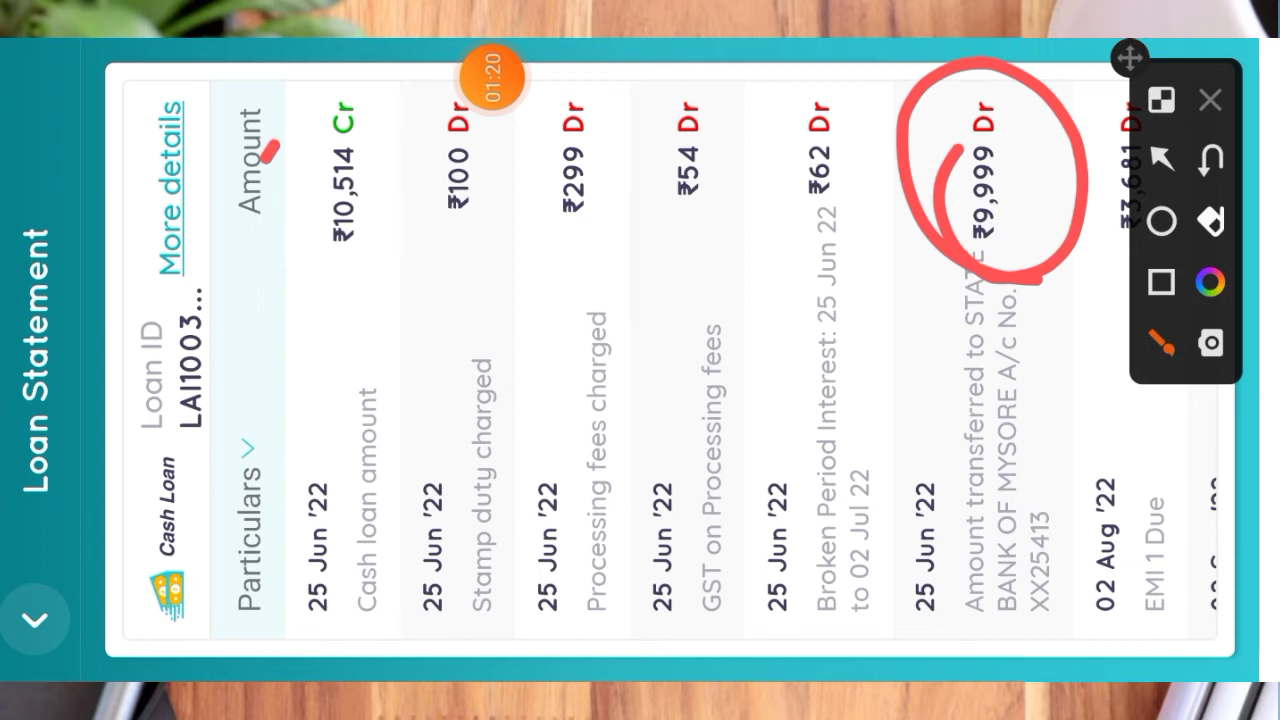 Loan Statement
Cash Loan
Loan ID
LAI1003...
More details
Particulars
Amount
25 Jun '22
Cash loan amount
₹10,514 Cr
25 Jun '22
Stamp duty charged
₹100 Dr
25 Jun '22
Processing fees charged
₹299 Dr
25 Jun '22
GST on Processing fees
₹54 Dr
25 Jun '22
Broken Period Interest: 25 Jun 22
to 02 Jul 22
₹62 Dr
25 Jun '22
Amount transferred to STATE
BANK OF MYSORE A/c No.
XX25413
₹9,999 Dr
02 Aug '22
EMI 1 Due
₹3,681 Dr
01:20